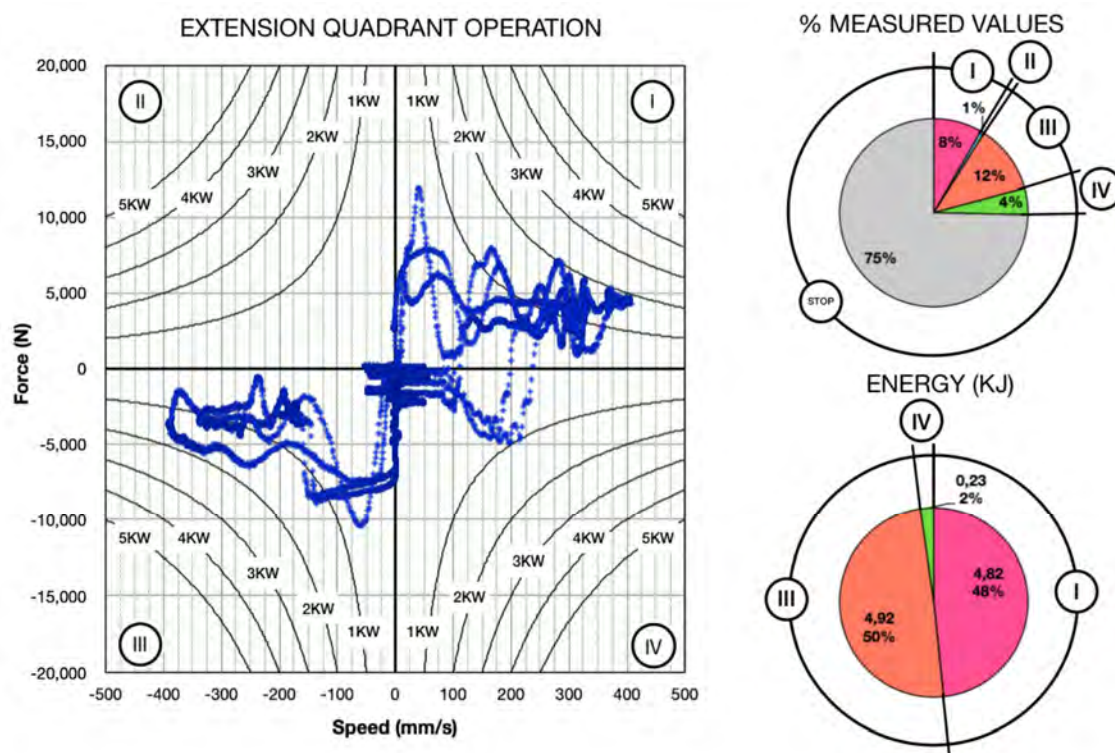 EXTENSION QUADRANT OPERATION
20,000
15,000
10,000
5,000
0
-5,000
-10,000
-15,000
-20,000
Force (N)
-500 -400 -300 -200 -100 0 100 200 300 400 500
Speed (mm/s)
II
I
III
IV
1KW 1KW
2KW 2KW
3KW 3KW
4KW 4KW
5KW 5KW
5KW 4KW 4KW 5KW
3KW 3KW
2KW 2KW
1KW 1KW
% MEASURED VALUES
I
II
III
IV
STOP
1%
8%
12%
4%
75%
ENERGY (KJ)
IV
III
I
0,23
2%
4,82
48%
4,92
50%